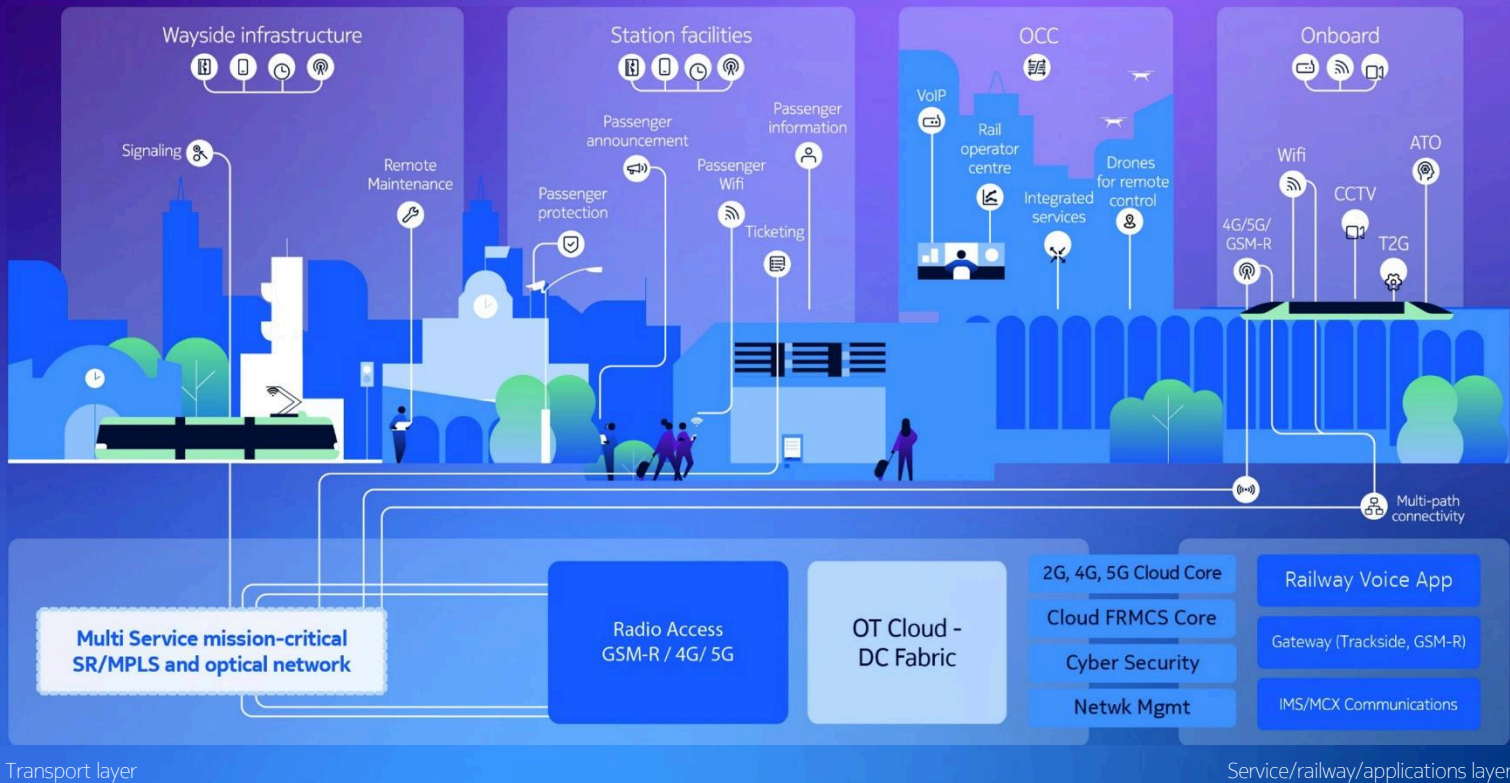 Wayside infrastructure
Station facilities
OCC
Onboard
Signaling
Remote
Maintenance
Passenger
announcement
Passenger
protection
Passenger
Wifi
Passenger
information
Ticketing
VoIP
Rail
operator
centre
Integrated
services
Drones
for remote
control
4G/5G/
GSM-R
Wifi
CCTV
T2G
ATO
Multi-path
connectivity
Multi Service mission-critical
SR/MPLS and optical network
Radio Access
GSM-R / 4G/ 5G
OT Cloud -
DC Fabric
2G, 4G, 5G Cloud Core
Cloud FRMCS Core
Cyber Security
Netwk Mgmt
Railway Voice App
Gateway (Trackside, GSM-R)
IMS/MCX Communications
Transport layer
Service/railway/applications layer